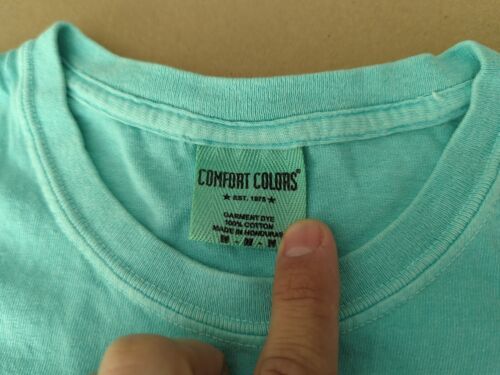 COMFORT COLORS®
★ EST. 1975 ★
GARMENT DYE
100% COTTON
MADE IN HONDURAS
M - M - M